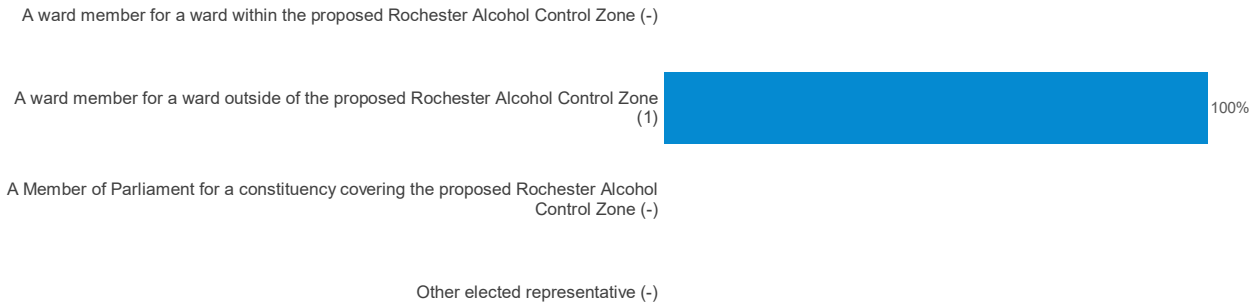 A ward member for a ward within the proposed Rochester Alcohol Control Zone (-)
A ward member for a ward outside of the proposed Rochester Alcohol Control Zone
(1)
100%
A Member of Parliament for a constituency covering the proposed Rochester Alcohol
Control Zone (-)
Other elected representative (-)